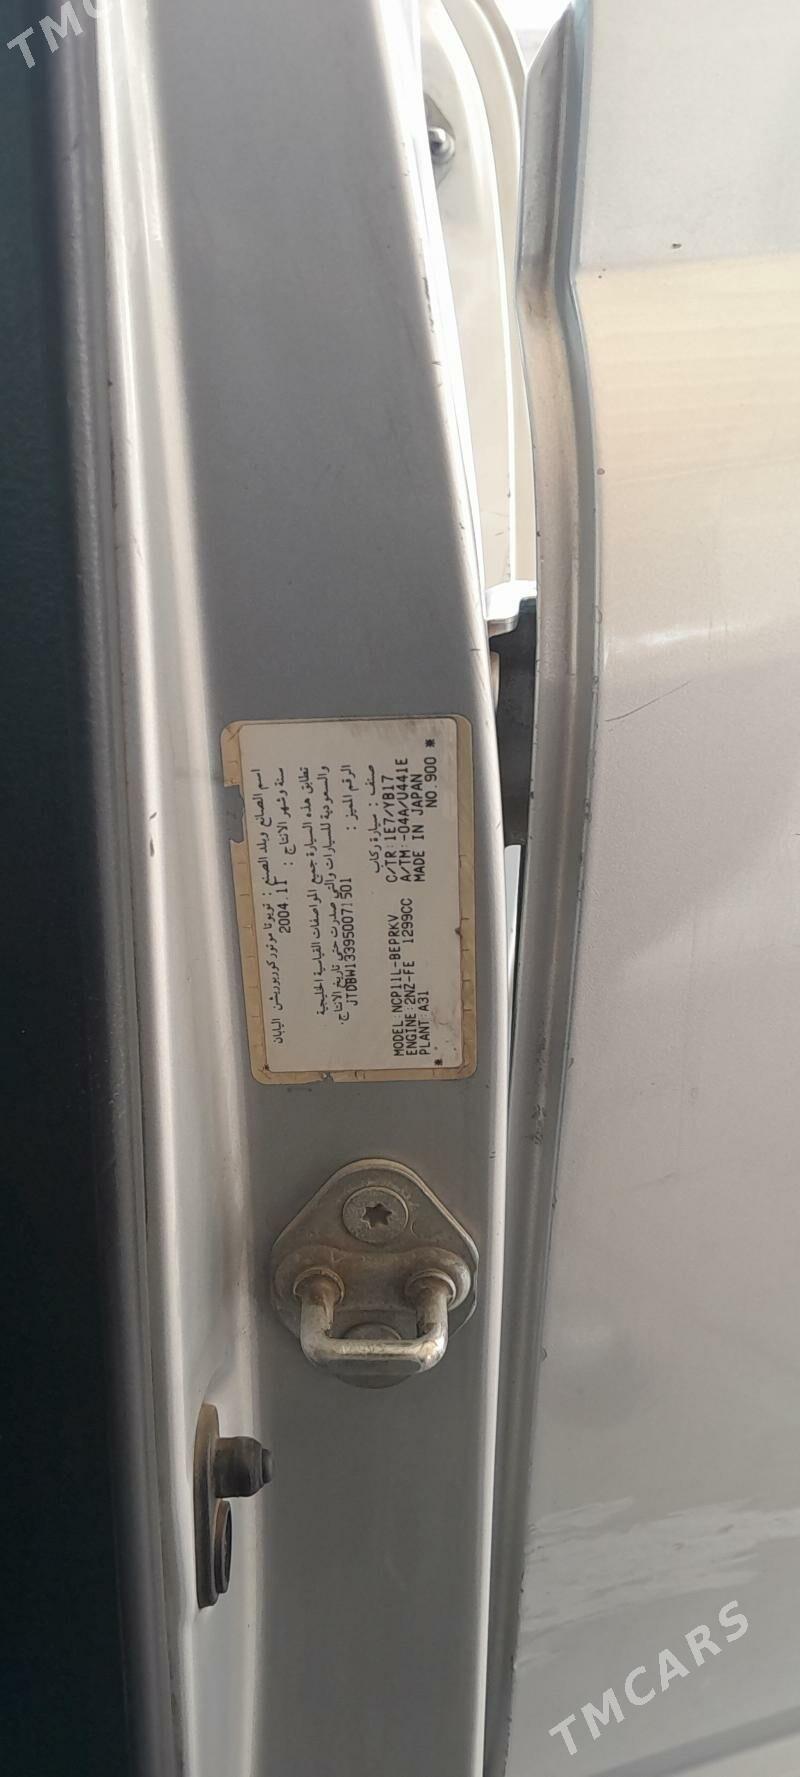 TMC
اسم الصانع وبلد الصنع : تويوتا موتور كوربوريشن اليابان
سنة وشهر الانتاج : 2004.11
تطابق هذه السيارة جميع المواصفات القياسية الخليجية
والسعودية للسيارات والتي صدرت حتى تاريخ الانتاج.
الرقم المميز : JTDBW133950071501
صنف : سيارة ركاب
MODEL:NCP11L-BEPRKV C/TR:1E7/YB17
ENGINE:2NZ-FE 1299CC A/TM:-04A/U441E
PLANT:A31 MADE IN JAPAN
* NO.900 *
TMCARS